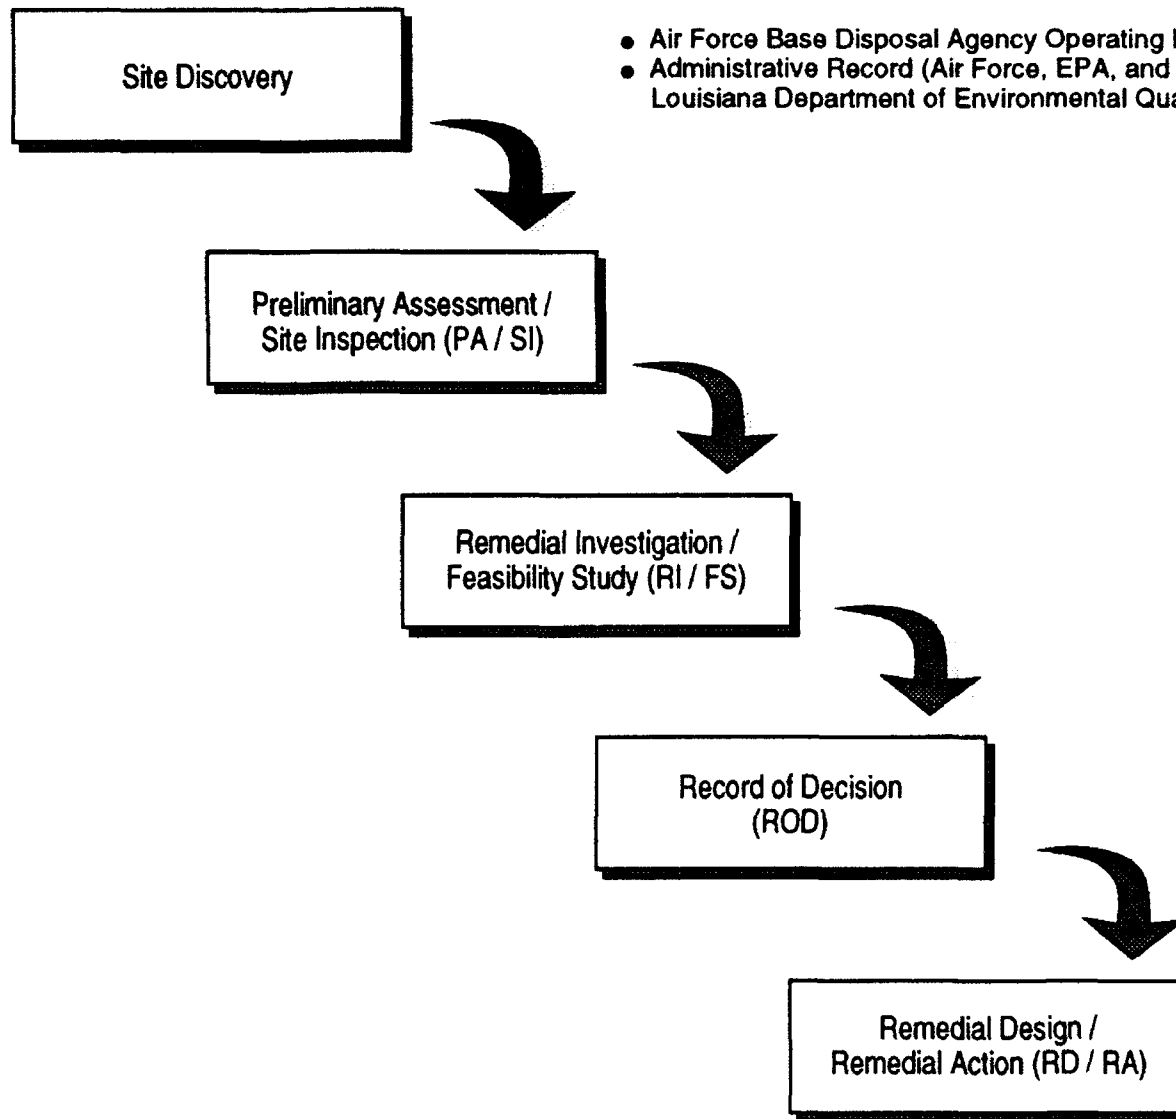 Site Discovery
• Air Force Base Disposal Agency Operating
• Administrative Record (Air Force, EPA, and
Louisiana Department of Environmental
Preliminary Assessment /
Site Inspection (PA / SI)
Remedial Investigation /
Feasibility Study (RI / FS)
Record of Decision
(ROD)
Remedial Design /
Remedial Action (RD / RA)